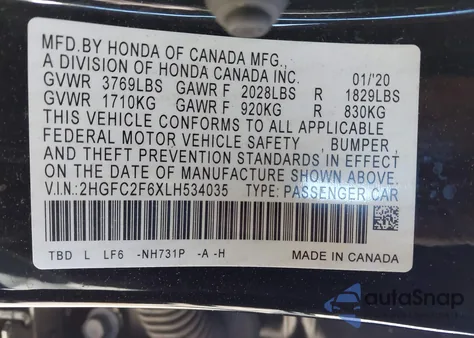 MFD.BY HONDA OF CANADA MFG.,
A DIVISION OF HONDA CANADA INC. 01/'20
GVWR 3769LBS GAWR F 2028LBS R 1829LBS
GVWR 1710KG GAWR F 920KG R 830KG
THIS VEHICLE CONFORMS TO ALL APPLICABLE
FEDERAL MOTOR VEHICLE SAFETY , BUMPER ,
AND THEFT PREVENTION STANDARDS IN EFFECT
ON THE DATE OF MANUFACTURE SHOWN ABOVE.
V.I.N.:2HGFC2F6XLH534035 TYPE: PASSENGER CAR
TBD L LF6 -NH731P -A -H MADE IN CANADA
autoSnap